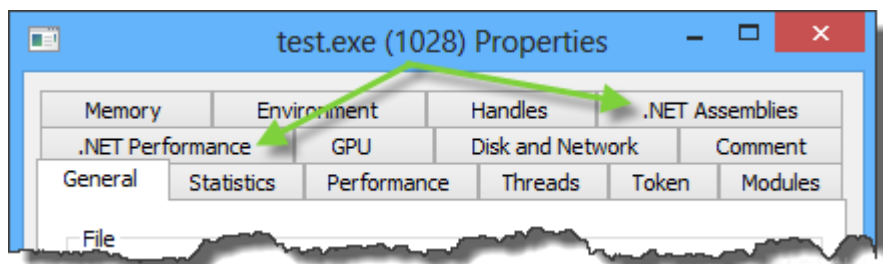 test.exe (1028) Properties
Memory Environment Handles .NET Assemblies
.NET Performance GPU Disk and Network Comment
General Statistics Performance Threads Token Modules
File